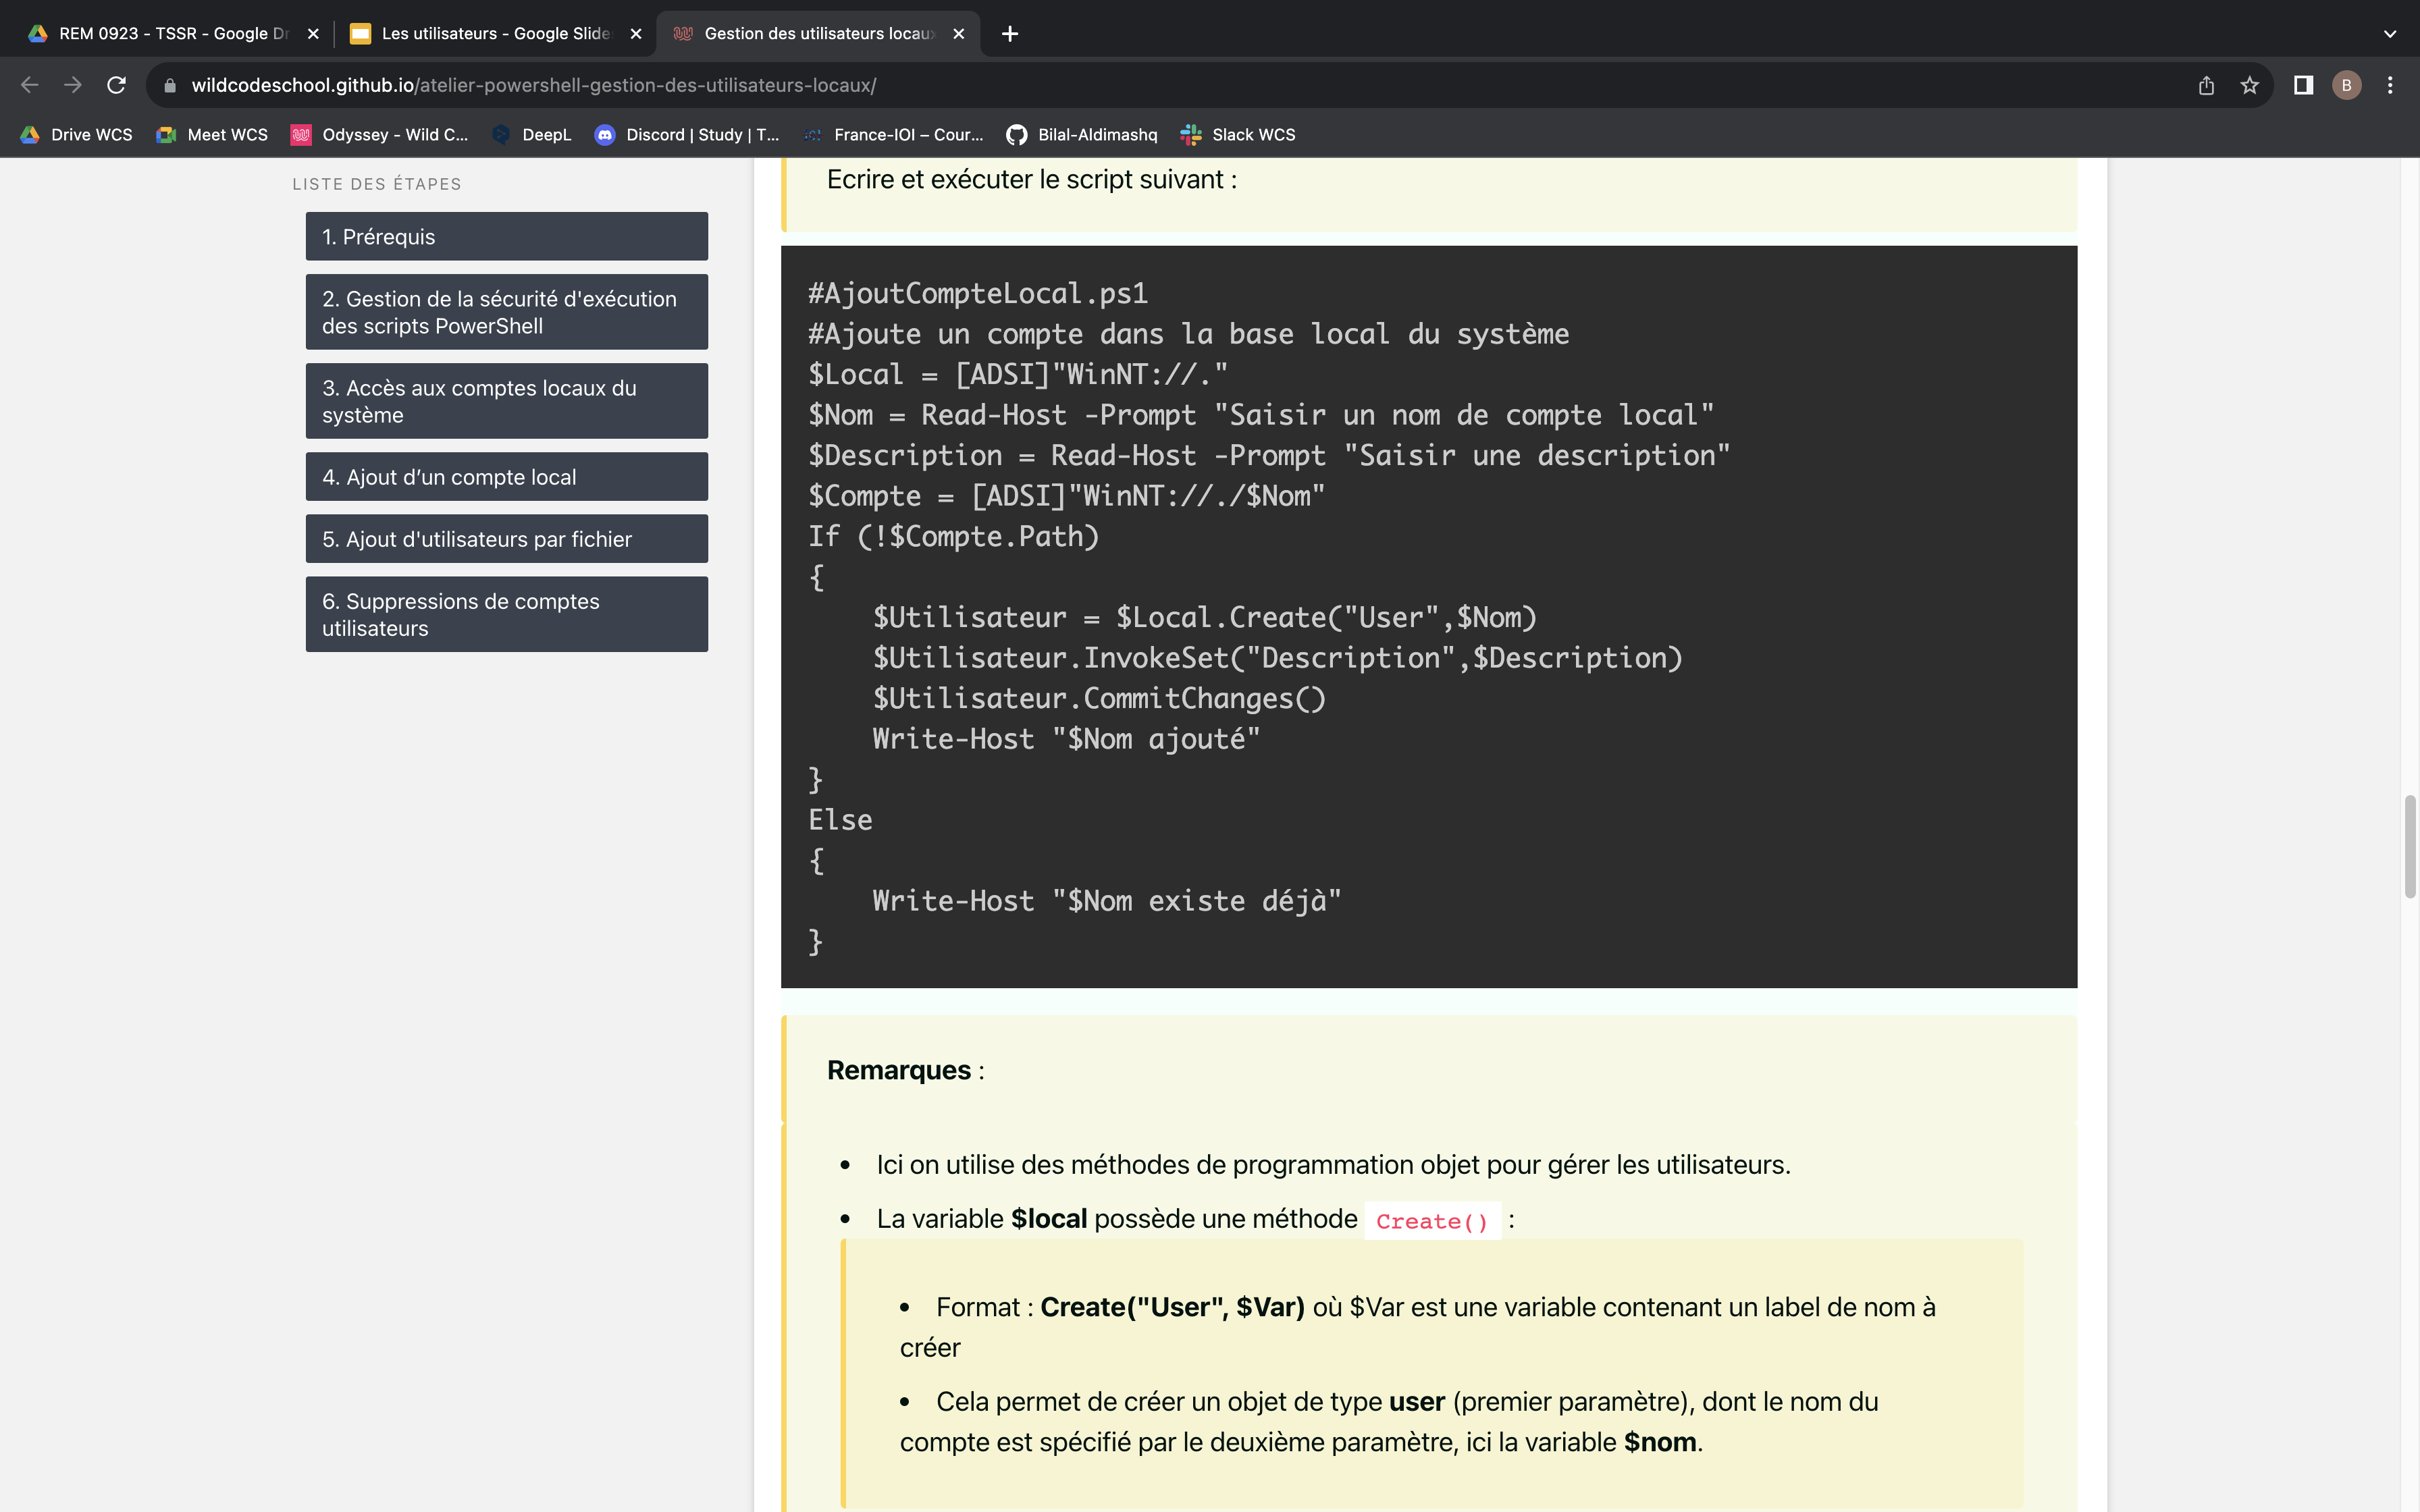 REM 0923 - TSSR - Google Dr
Les utilisateurs - Google Slide
Gestion des utilisateurs locaux
wildcodeschool.github.io/atelier-powershell-gestion-des-utilisateurs-locaux/
B
Drive WCS
Meet WCS
Odyssey - Wild C...
DeepL
Discord | Study | T...
France-IOI – Cour...
Bilal-Aldimashq
Slack WCS
LISTE DES ÉTAPES
1. Prérequis
2. Gestion de la sécurité d'exécution
des scripts PowerShell
3. Accès aux comptes locaux du
système
4. Ajout d’un compte local
5. Ajout d'utilisateurs par fichier
6. Suppressions de comptes
utilisateurs
Ecrire et exécuter le script suivant :
#AjoutCompteLocal.ps1
#Ajoute un compte dans la base local du système
$Local = [ADSI]"WinNT://."
$Nom = Read-Host -Prompt "Saisir un nom de compte local"
$Description = Read-Host -Prompt "Saisir une description"
$Compte = [ADSI]"WinNT://./$Nom"
If (!$Compte.Path)
{
    $Utilisateur = $Local.Create("User",$Nom)
    $Utilisateur.InvokeSet("Description",$Description)
    $Utilisateur.CommitChanges()
    Write-Host "$Nom ajouté"
}
Else
{
    Write-Host "$Nom existe déjà"
}
Remarques :
• Ici on utilise des méthodes de programmation objet pour gérer les utilisateurs.
• La variable $local possède une méthode Create() :
• Format : Create("User", $Var) où $Var est une variable contenant un label de nom à
créer
• Cela permet de créer un objet de type user (premier paramètre), dont le nom du
compte est spécifié par le deuxième paramètre, ici la variable $nom.